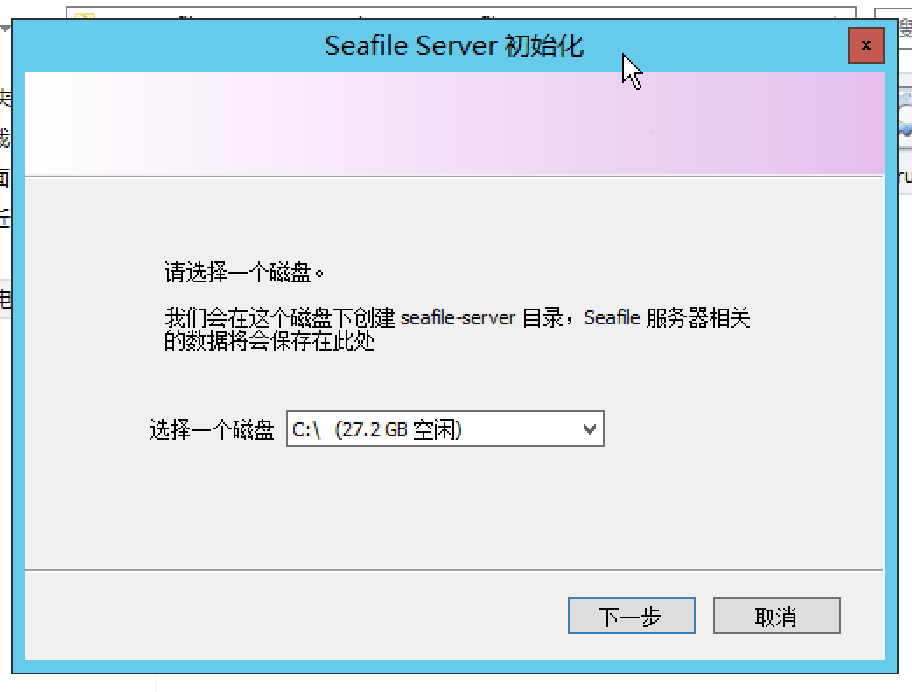 Seafile Server 初始化
x
请选择一个磁盘。
我们会在这个磁盘下创建 seafile-server 目录，Seafile 服务器相关
的数据将会保存在此处
选择一个磁盘 C:\ (27.2 GB 空闲)
下一步 取消